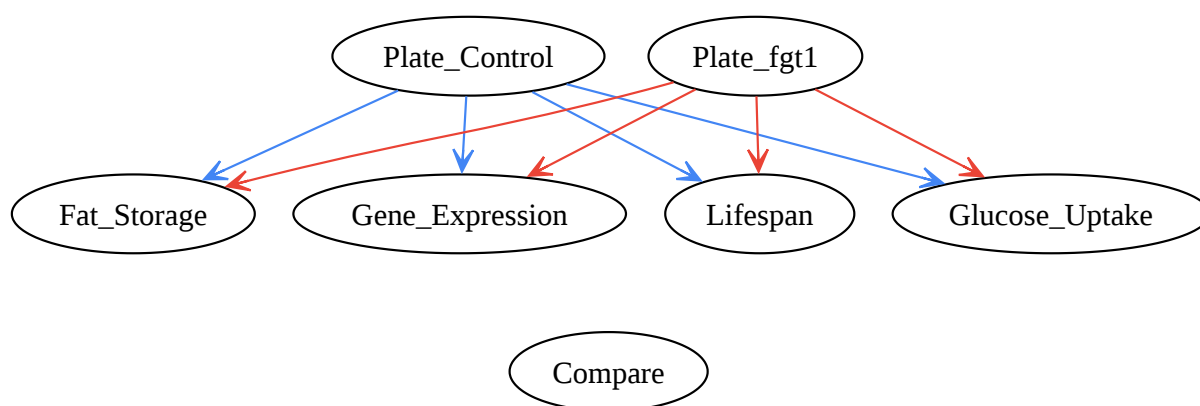 Plate_Control
Plate_fgt1
Fat_Storage
Gene_Expression
Lifespan
Glucose_Uptake
Compare